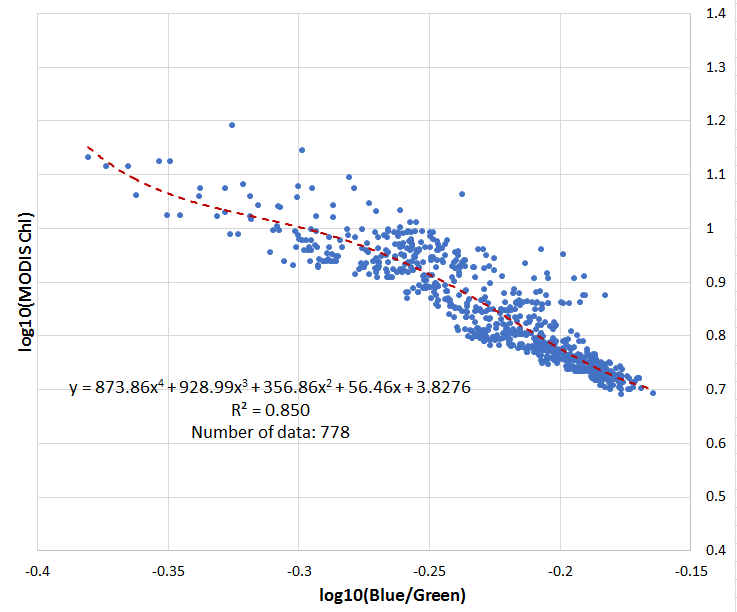 1.4
1.3
1.2
1.1
1
0.9
0.8
0.7
0.6
0.5
0.4
log10(MODIS Chl)
y = 873.86x⁴ + 928.99x³ + 356.86x² + 56.46x + 3.8276
R² = 0.850
Number of data: 778
-0.4 -0.35 -0.3 -0.25 -0.2 -0.15
log10(Blue/Green)